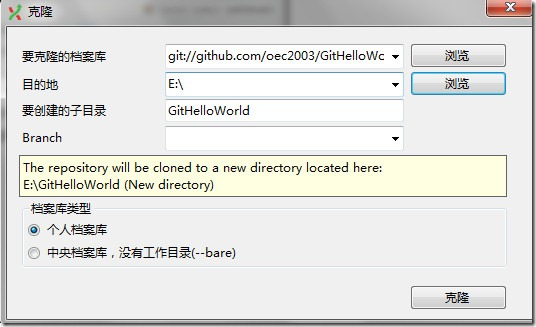 克隆
要克隆的档案库 git://github.com/oec2003/GitHelloWo 浏览
目的地 E:\ 浏览
要创建的子目录 GitHelloWorld
Branch
The repository will be cloned to a new directory located here:
E:\GitHelloWorld (New directory)
档案库类型
个人档案库
中央档案库，没有工作目录(--bare)
克隆